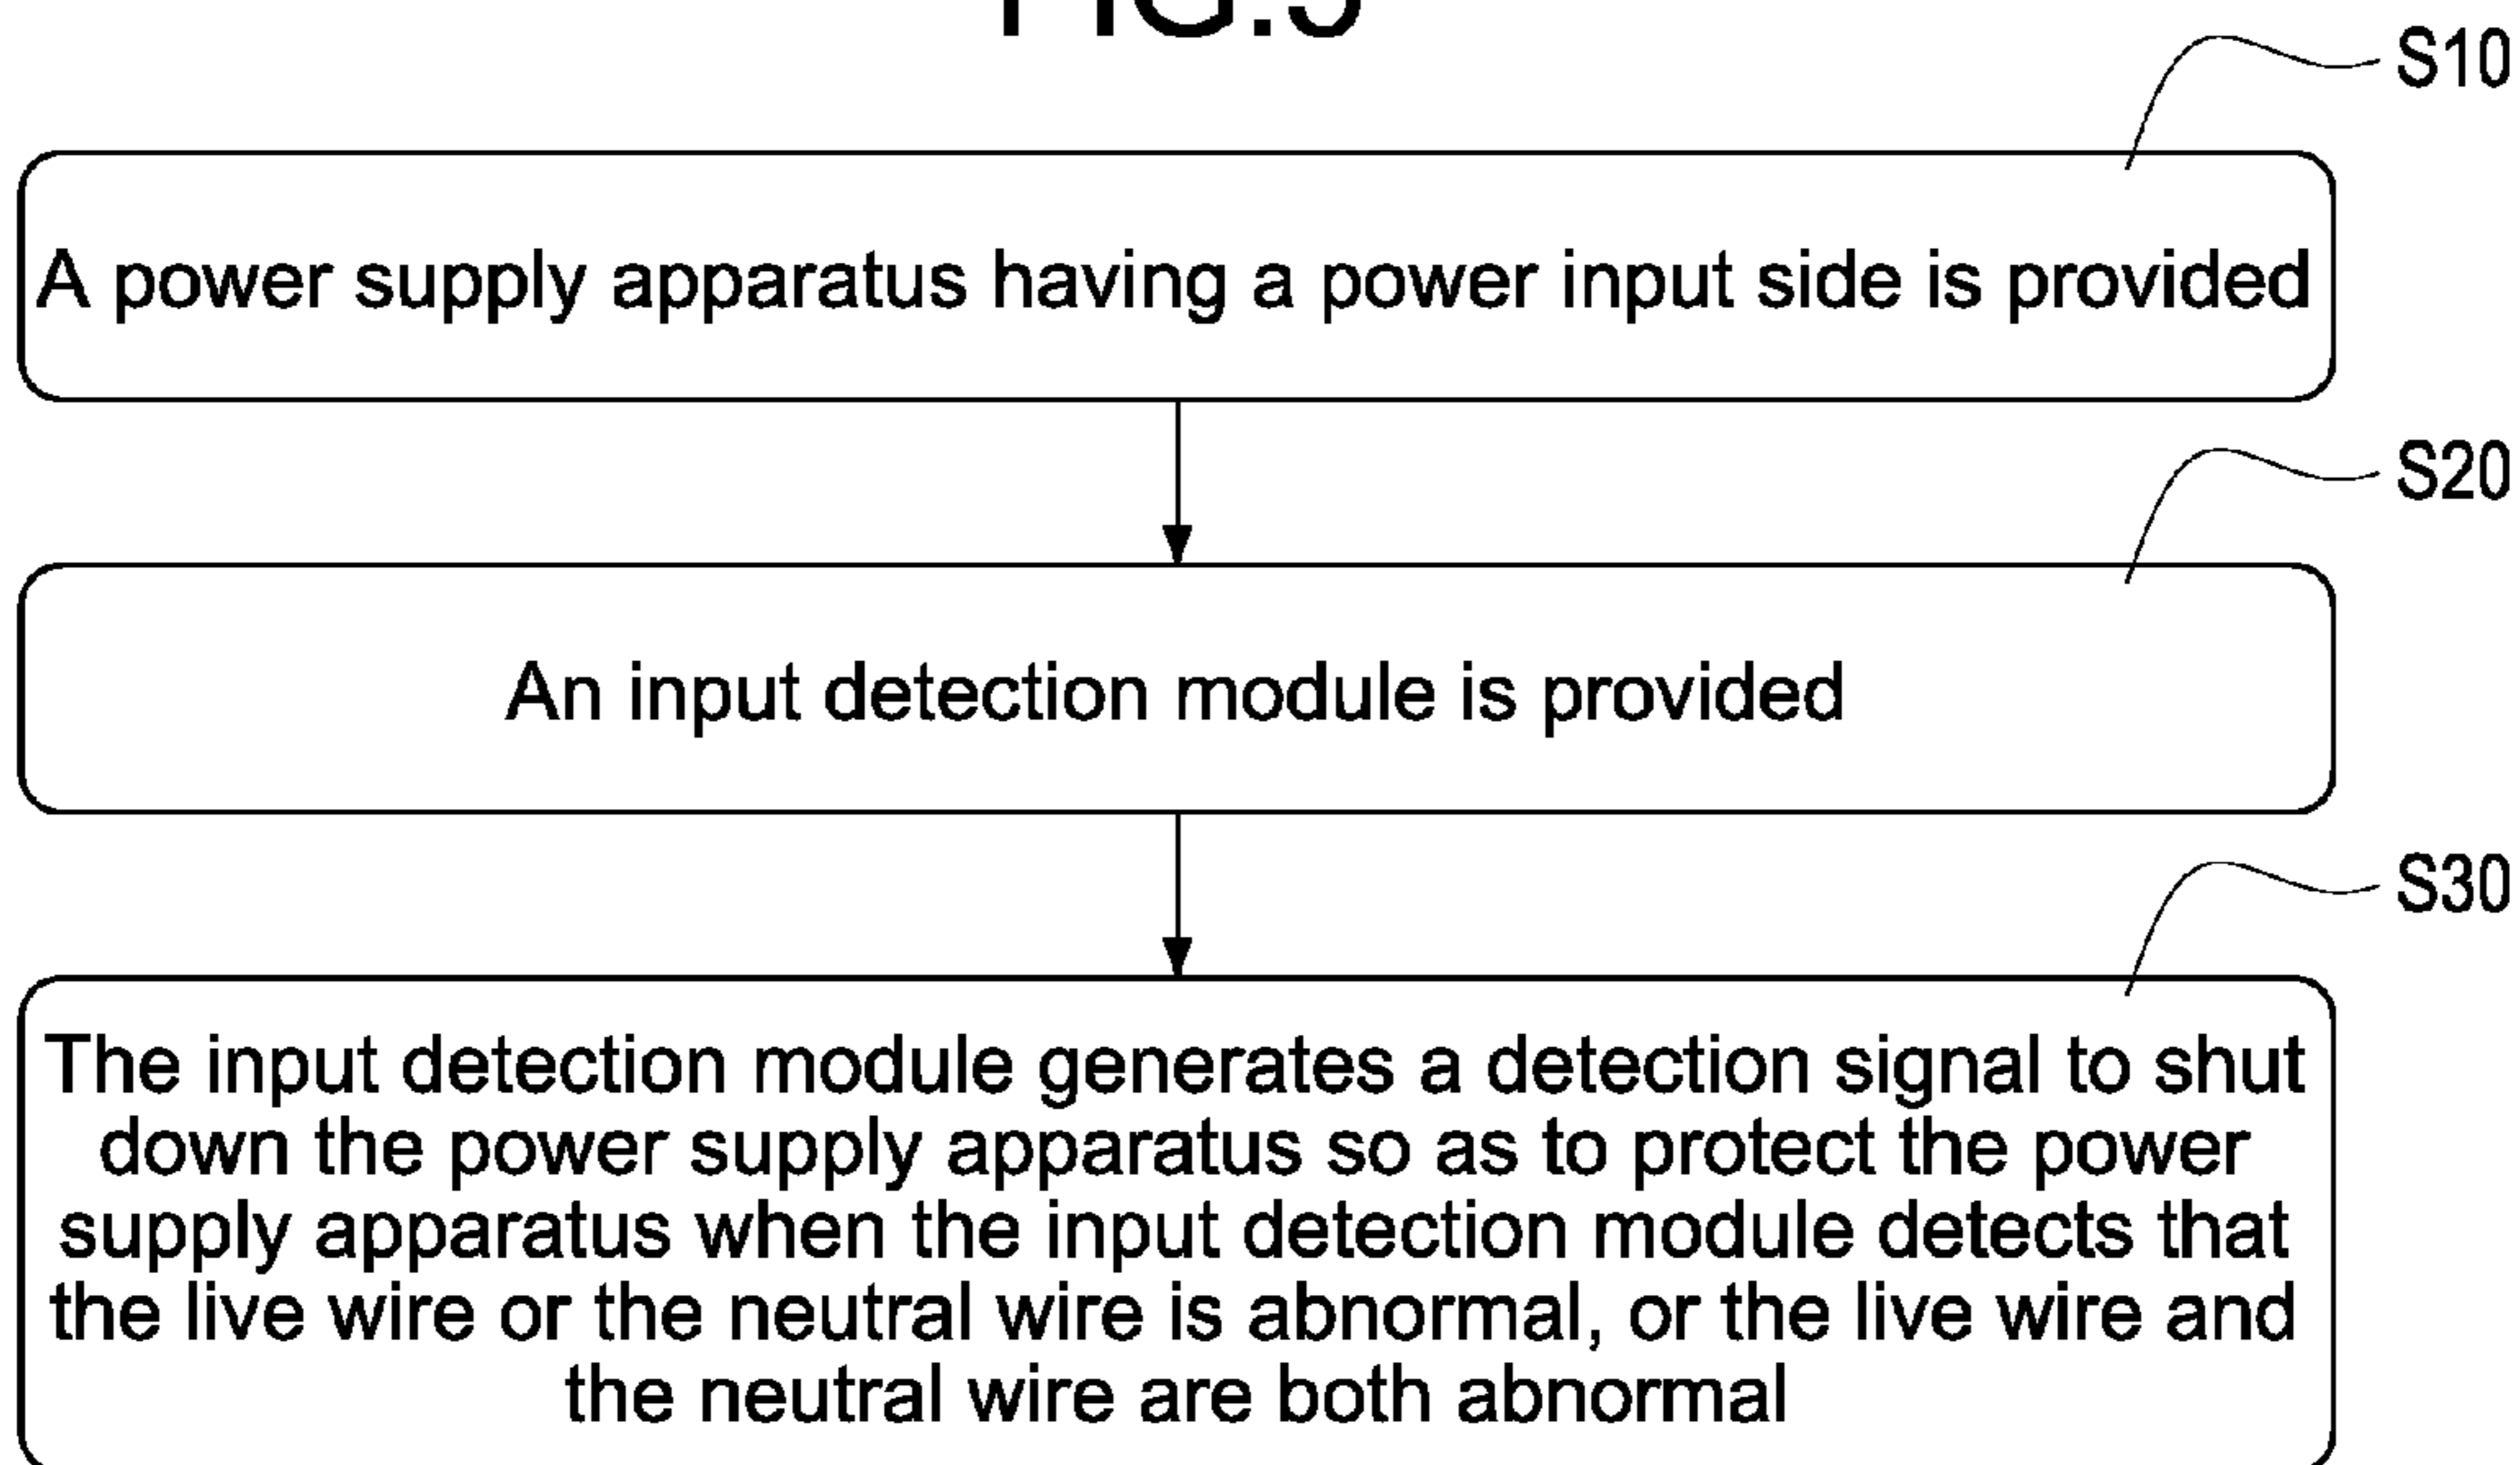 S10
A power supply apparatus having a power input side is provided
S20
An input detection module is provided
S30
The input detection module generates a detection signal to shut
down the power supply apparatus so as to protect the power
supply apparatus when the input detection module detects that
the live wire or the neutral wire is abnormal, or the live wire and
the neutral wire are both abnormal